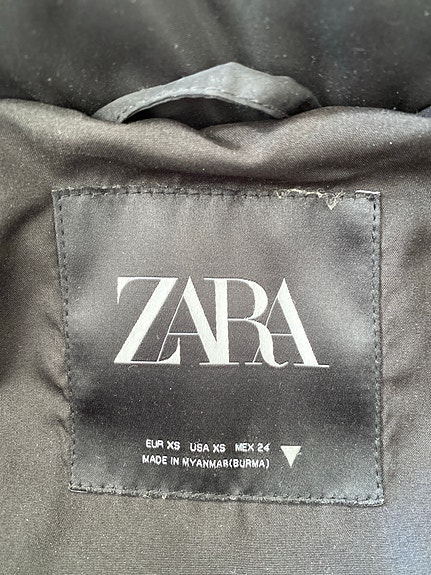 ZARA
EUR XS USA XS MEX 24
MADE IN MYANMAR(BURMA)